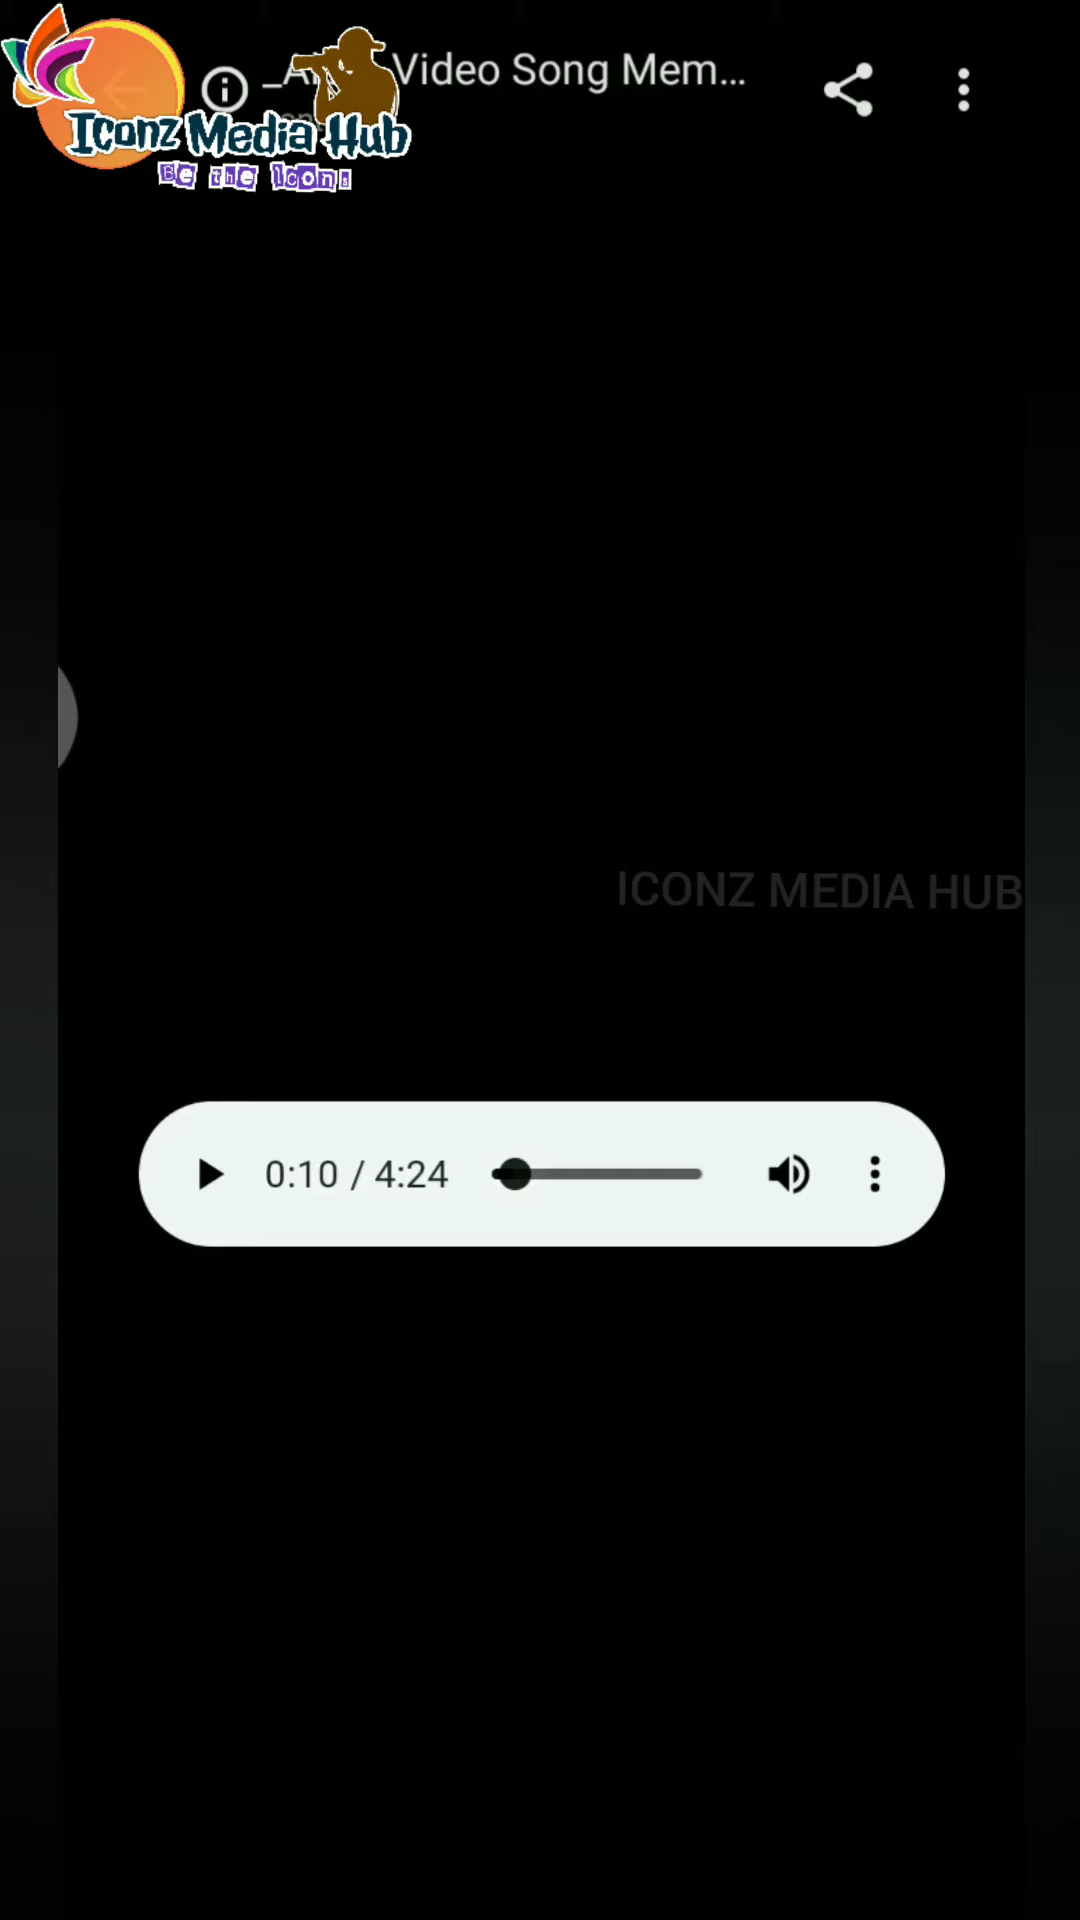 Video Song Mem...
Iconz Media Hub
Be the Icons
ICONZ MEDIA HUB
0:10 / 4:24